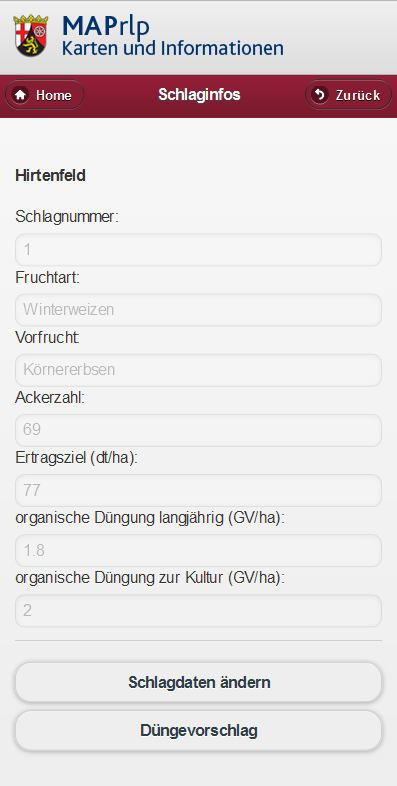 MAPrlp
Karten und Informationen
Home
Schlaginfos
Zurück
Hirtenfeld
Schlagnummer:
1
Fruchtart:
Winterweizen
Vorfrucht:
Körnererbsen
Ackerzahl:
69
Ertragsziel (dt/ha):
77
organische Düngung langjährig (GV/ha):
1.8
organische Düngung zur Kultur (GV/ha):
2
Schlagdaten ändern
Düngevorschlag